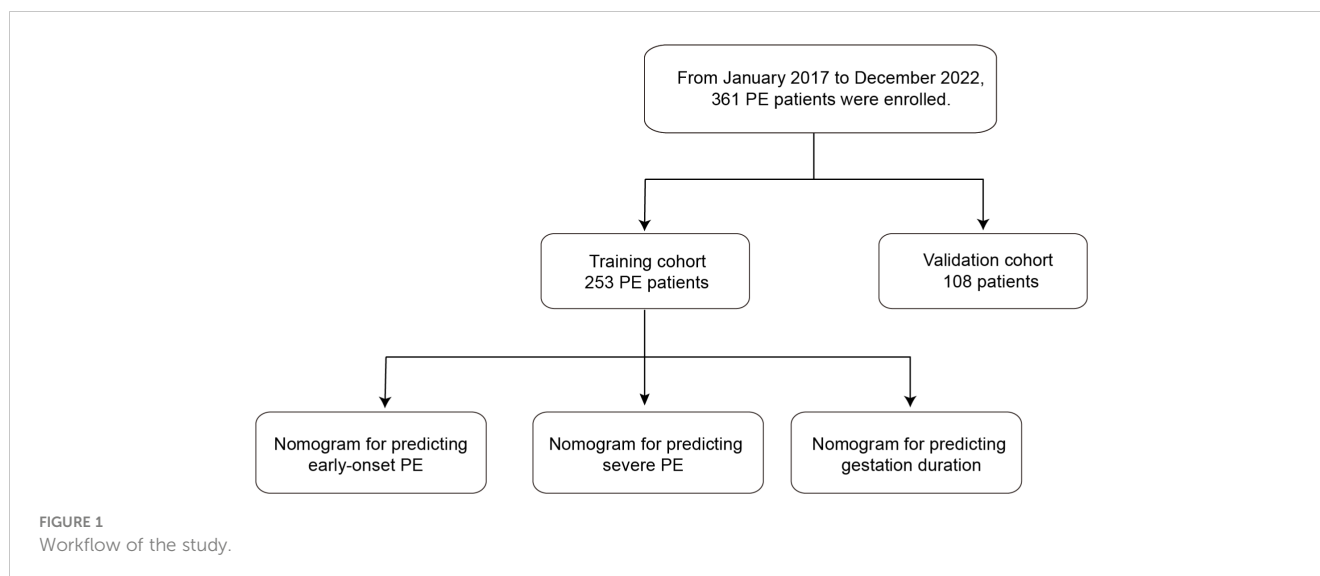 From January 2017 to December 2022,
361 PE patients were enrolled.
Training cohort
253 PE patients
Validation cohort
108 patients
Nomogram for predicting
early-onset PE
Nomogram for predicting
severe PE
Nomogram for predicting
gestation duration
FIGURE 1
Workflow of the study.